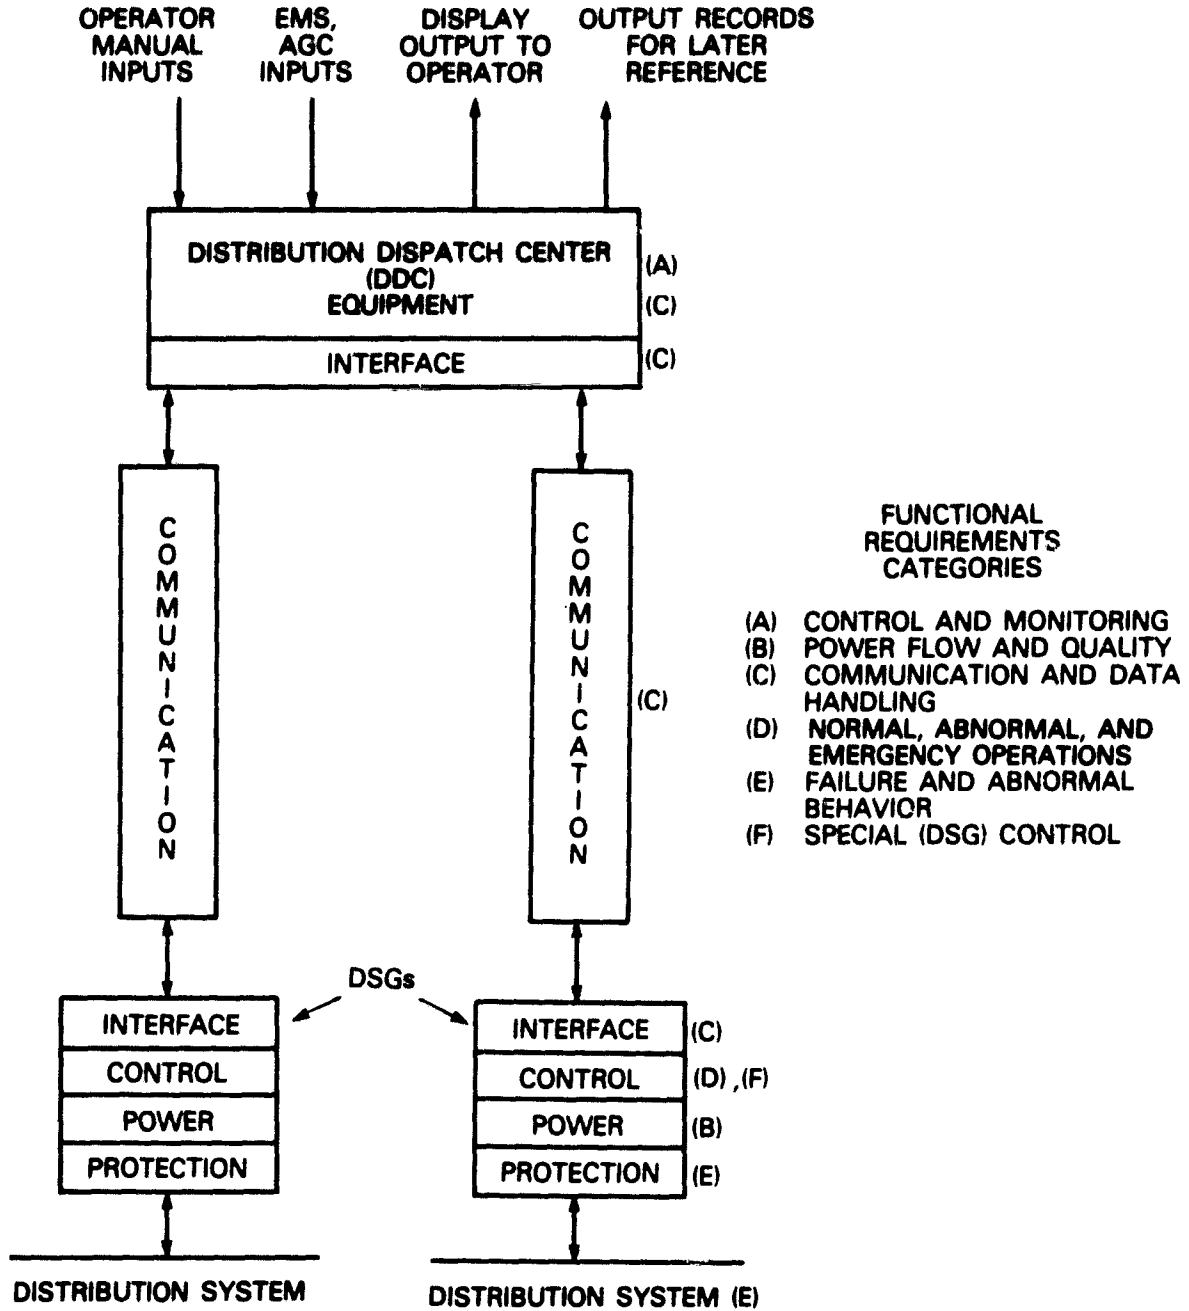 OPERATOR
MANUAL
INPUTS
EMS,
AGC
INPUTS
DISPLAY
OUTPUT TO
OPERATOR
OUTPUT RECORDS
FOR LATER
REFERENCE
DISTRIBUTION DISPATCH CENTER
(DDC)
EQUIPMENT
(A)
(C)
INTERFACE
(C)
COMMUNICATION
COMMUNICATION
(C)
FUNCTIONAL
REQUIREMENTS
CATEGORIES
(A) CONTROL AND MONITORING
(B) POWER FLOW AND QUALITY
(C) COMMUNICATION AND DATA
HANDLING
(D) NORMAL, ABNORMAL, AND
EMERGENCY OPERATIONS
(E) FAILURE AND ABNORMAL
BEHAVIOR
(F) SPECIAL (DSG) CONTROL
DSGs
INTERFACE
CONTROL
POWER
PROTECTION
INTERFACE (C)
CONTROL (D),(F)
POWER (B)
PROTECTION (E)
DISTRIBUTION SYSTEM
DISTRIBUTION SYSTEM (E)